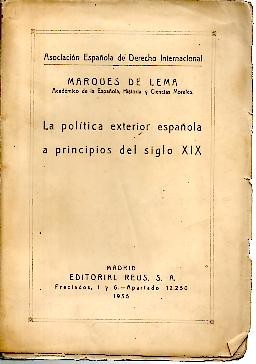 Asociación Española de Derecho Internacional
MARQUES DE LEMA
Académico de la Española, Historia y Ciencias Morales.
La política exterior española
a principios del siglo XIX
MADRID
EDITORIAL REUS, S. A.
Preciados, 1 y 6.—Apartado 12.250
1935